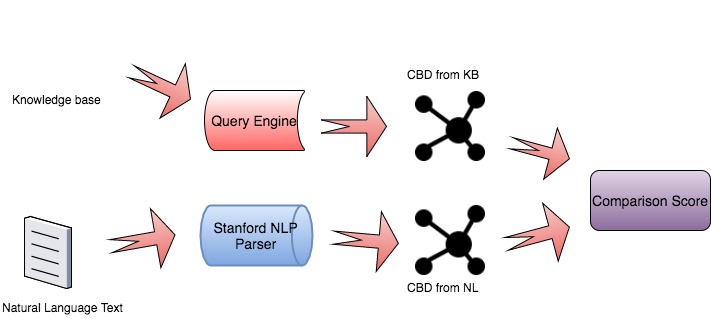 CBD from KB
Knowledge base
Query Engine
Comparison Score
Stanford NLP
Parser
CBD from NL
Natural Language Text